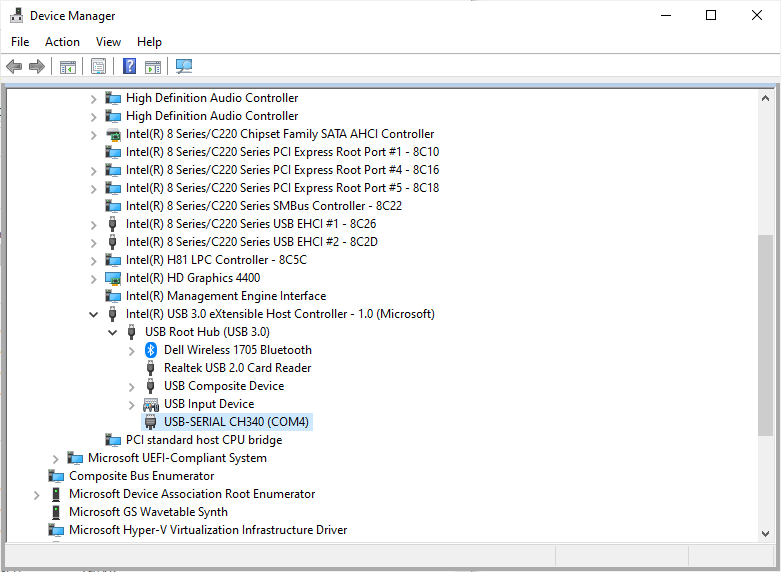 Device Manager
File Action View Help
High Definition Audio Controller
High Definition Audio Controller
Intel(R) 8 Series/C220 Chipset Family SATA AHCI Controller
Intel(R) 8 Series/C220 Series PCI Express Root Port #1 - 8C10
Intel(R) 8 Series/C220 Series PCI Express Root Port #4 - 8C16
Intel(R) 8 Series/C220 Series PCI Express Root Port #5 - 8C18
Intel(R) 8 Series/C220 Series SMBus Controller - 8C22
Intel(R) 8 Series/C220 Series USB EHCI #1 - 8C26
Intel(R) 8 Series/C220 Series USB EHCI #2 - 8C2D
Intel(R) H81 LPC Controller - 8C5C
Intel(R) HD Graphics 4400
Intel(R) Management Engine Interface
Intel(R) USB 3.0 eXtensible Host Controller - 1.0 (Microsoft)
USB Root Hub (USB 3.0)
Dell Wireless 1705 Bluetooth
Realtek USB 2.0 Card Reader
USB Composite Device
USB Input Device
USB-SERIAL CH340 (COM4)
PCI standard host CPU bridge
Microsoft UEFI-Compliant System
Composite Bus Enumerator
Microsoft Device Association Root Enumerator
Microsoft GS Wavetable Synth
Microsoft Hyper-V Virtualization Infrastructure Driver